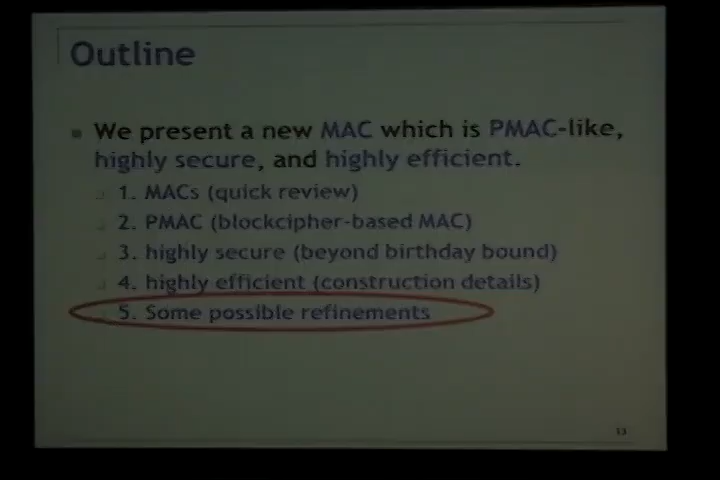 Outline
We present a new MAC which is PMAC-like,
highly secure, and highly efficient.
1. MACs (quick review)
2. PMAC (blockcipher-based MAC)
3. highly secure (beyond birthday bound)
4. highly efficient (construction details)
5. Some possible refinements